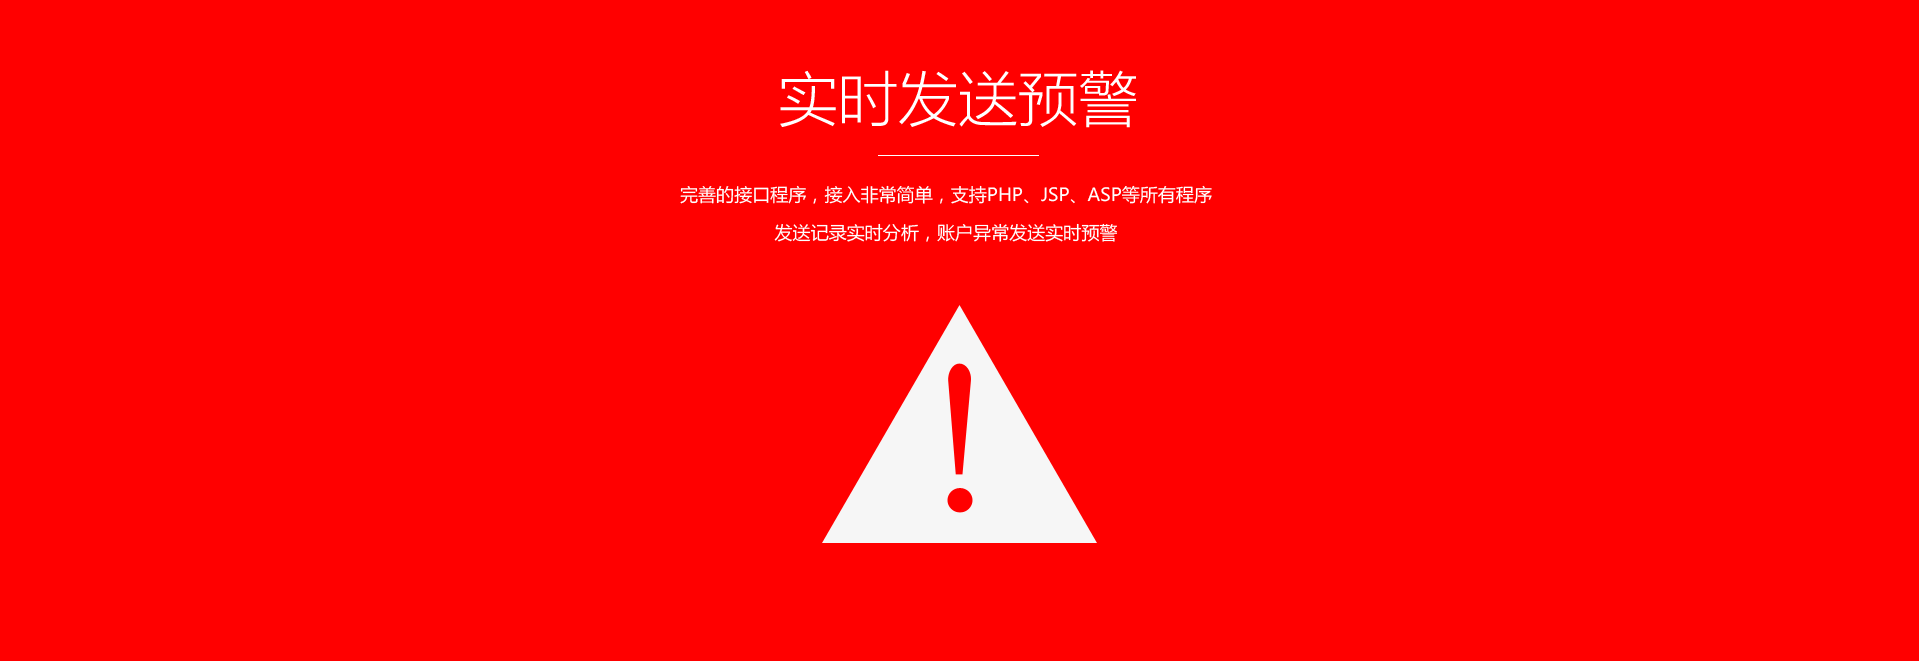 实时发送预警
完善的接口程序，接入非常简单，支持PHP、JSP、ASP等所有程序
发送记录实时分析，账户异常发送实时预警
!